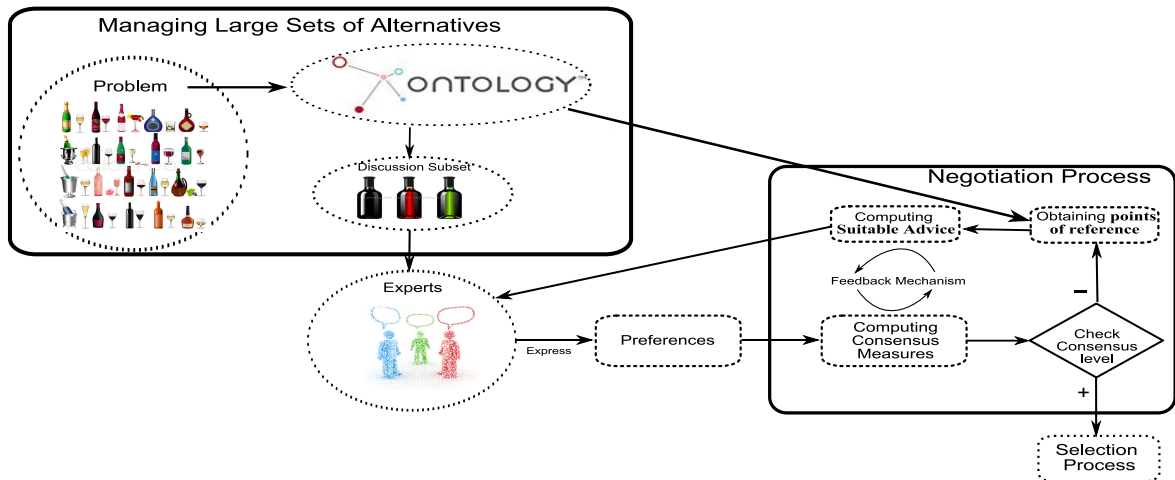 Managing Large Sets of Alternatives
Problem
ONTOLOGY
Discussion Subset
Negotiation Process
Computing
Suitable Advice
Obtaining points
of reference
Feedback Mechanism
Experts
Express
Preferences
Computing
Consensus
Measures
Check
Consensus
level
−
+
Selection
Process